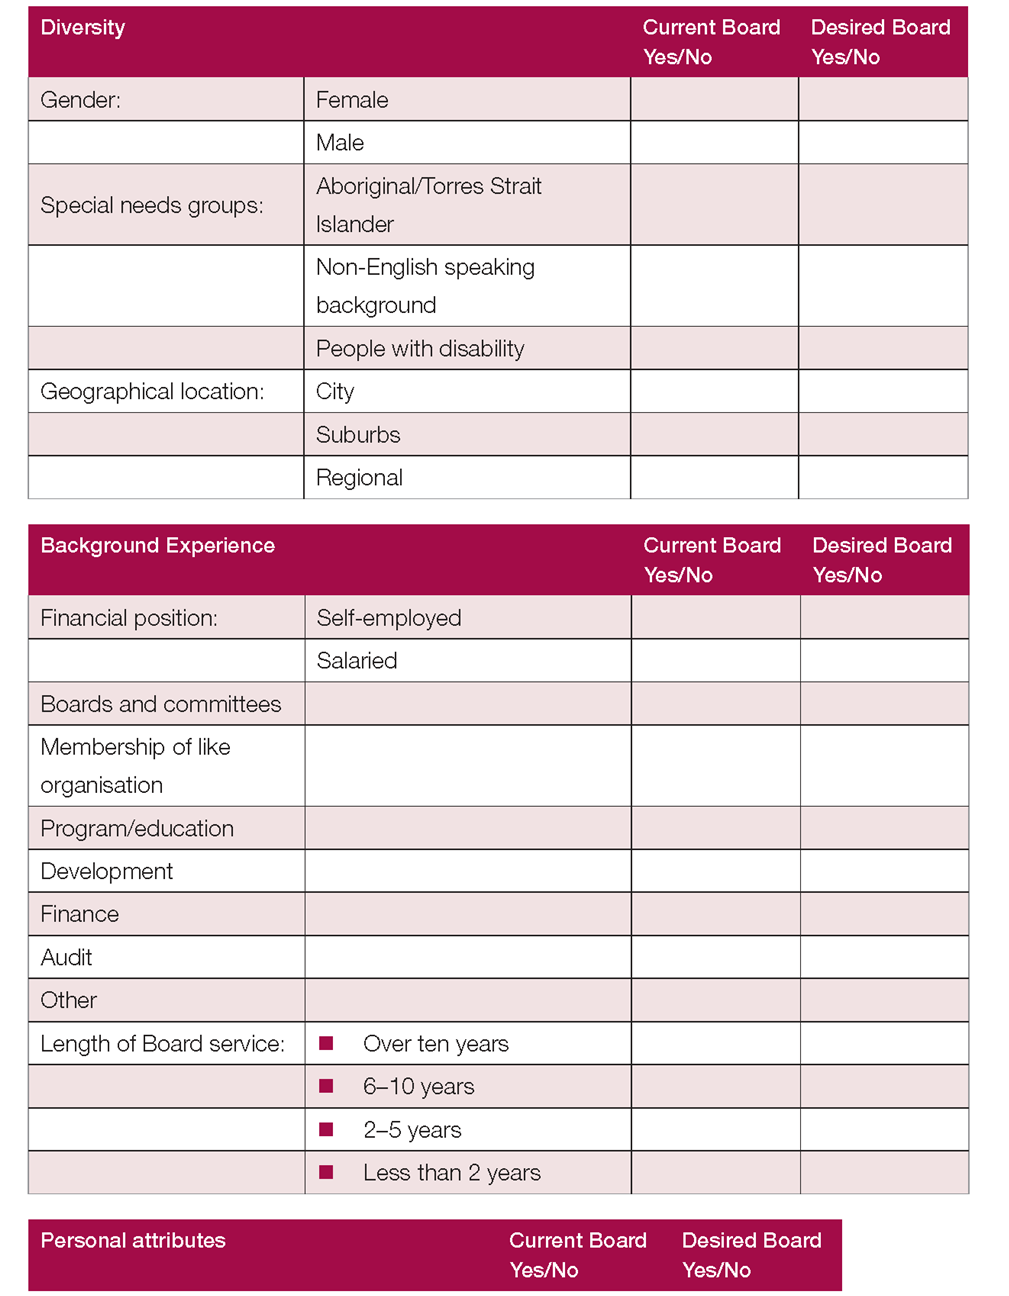 Diversity Current Board Desired Board
Yes/No Yes/No
Gender: Female
Male
Special needs groups: Aboriginal/Torres Strait
Islander
Non-English speaking
background
People with disability
Geographical location: City
Suburbs
Regional
Background Experience Current Board Desired Board
Yes/No Yes/No
Financial position: Self-employed
Salaried
Boards and committees
Membership of like
organisation
Program/education
Development
Finance
Audit
Other
Length of Board service: ■ Over ten years
■ 6–10 years
■ 2–5 years
■ Less than 2 years
Personal attributes Current Board Desired Board
Yes/No Yes/No